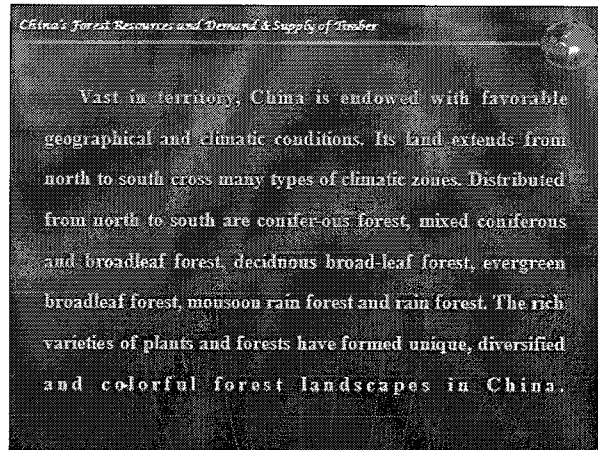 China's Forest Resources and Demand & Supply of Timber
Vast in territory, China is endowed with favorable
geographical and climatic conditions. Its land extends from
north to south cross many types of climatic zones. Distributed
from north to south are conifer-ous forest, mixed coniferous
and broadleaf forest, deciduous broad-leaf forest, evergreen
broadleaf forest, monsoon rain forest and rain forest. The rich
varieties of plants and forests have formed unique, diversified
and colorful forest landscapes in China.